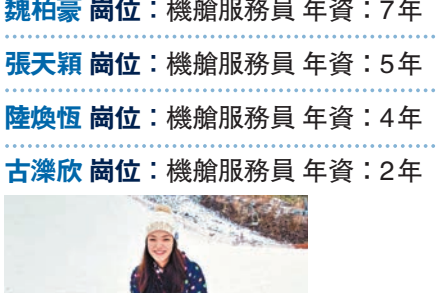 魏柏豪 崗位：機艙服務員 年資：7年
張天穎 崗位：機艙服務員 年資：5年
陸煥恆 崗位：機艙服務員 年資：4年
古濼欣 崗位：機艙服務員 年資：2年